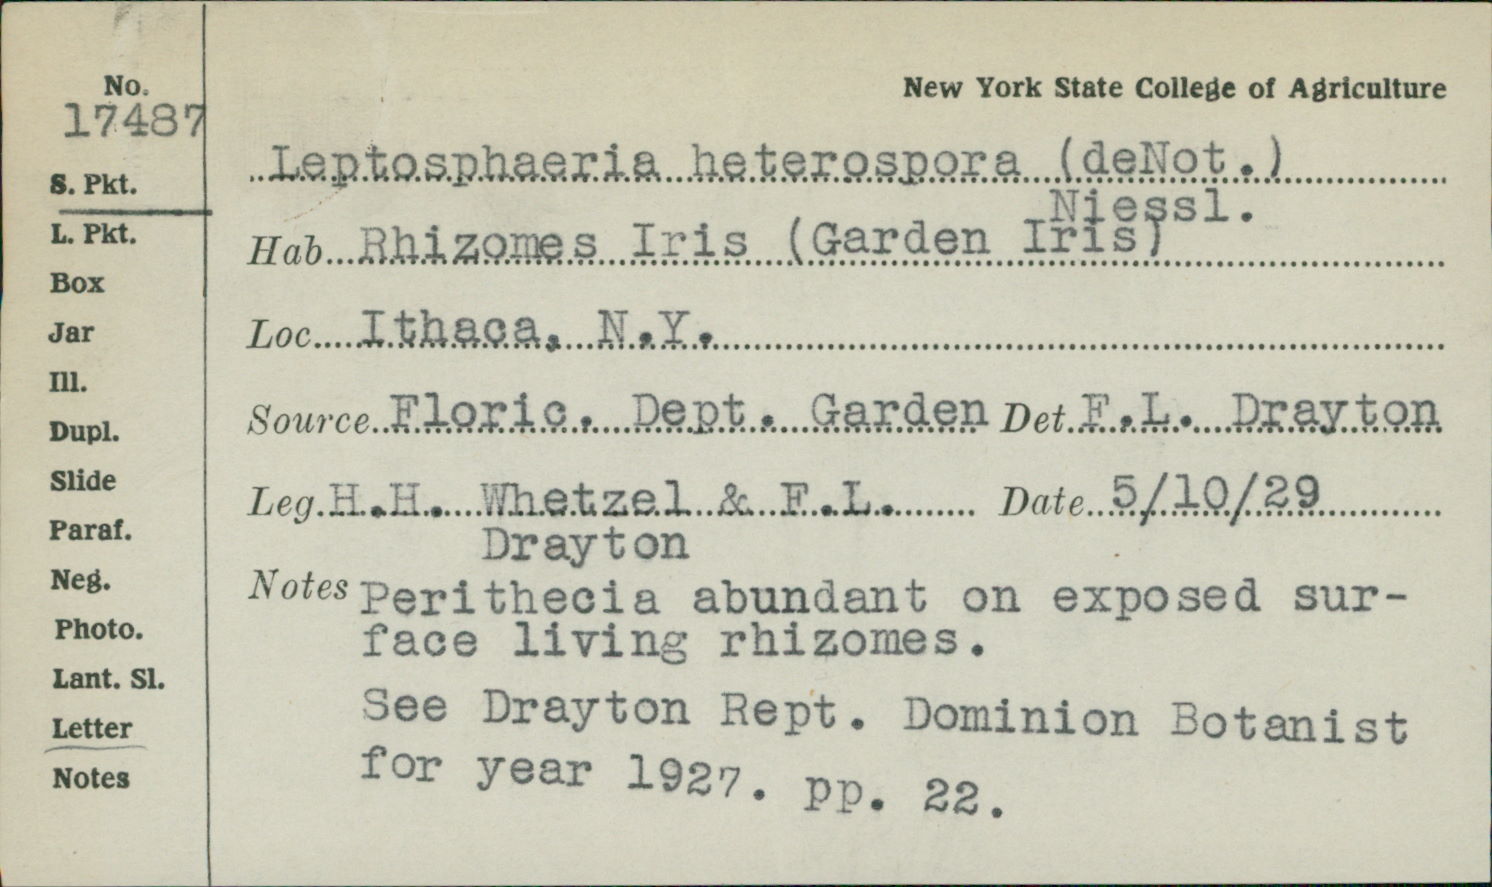 No.
17487
S. Pkt.
L. Pkt.
Box
Jar
Ill.
Dupl.
Slide
Paraf.
Neg.
Photo.
Lant. Sl.
Letter
Notes
New York State College of Agriculture
Leptosphaeria heterospora (deNot.)
Niessl.
Hab. Rhizomes Iris (Garden Iris)
Loc. Ithaca, N.Y.
Source Floric. Dept. Garden Det. F.L. Drayton
Leg. H.H. Whetzel & F.L. Date 5/10/29
Drayton
Notes Perithecia abundant on exposed sur-
face living rhizomes.
See Drayton Rept. Dominion Botanist
for year 1927. pp. 22.